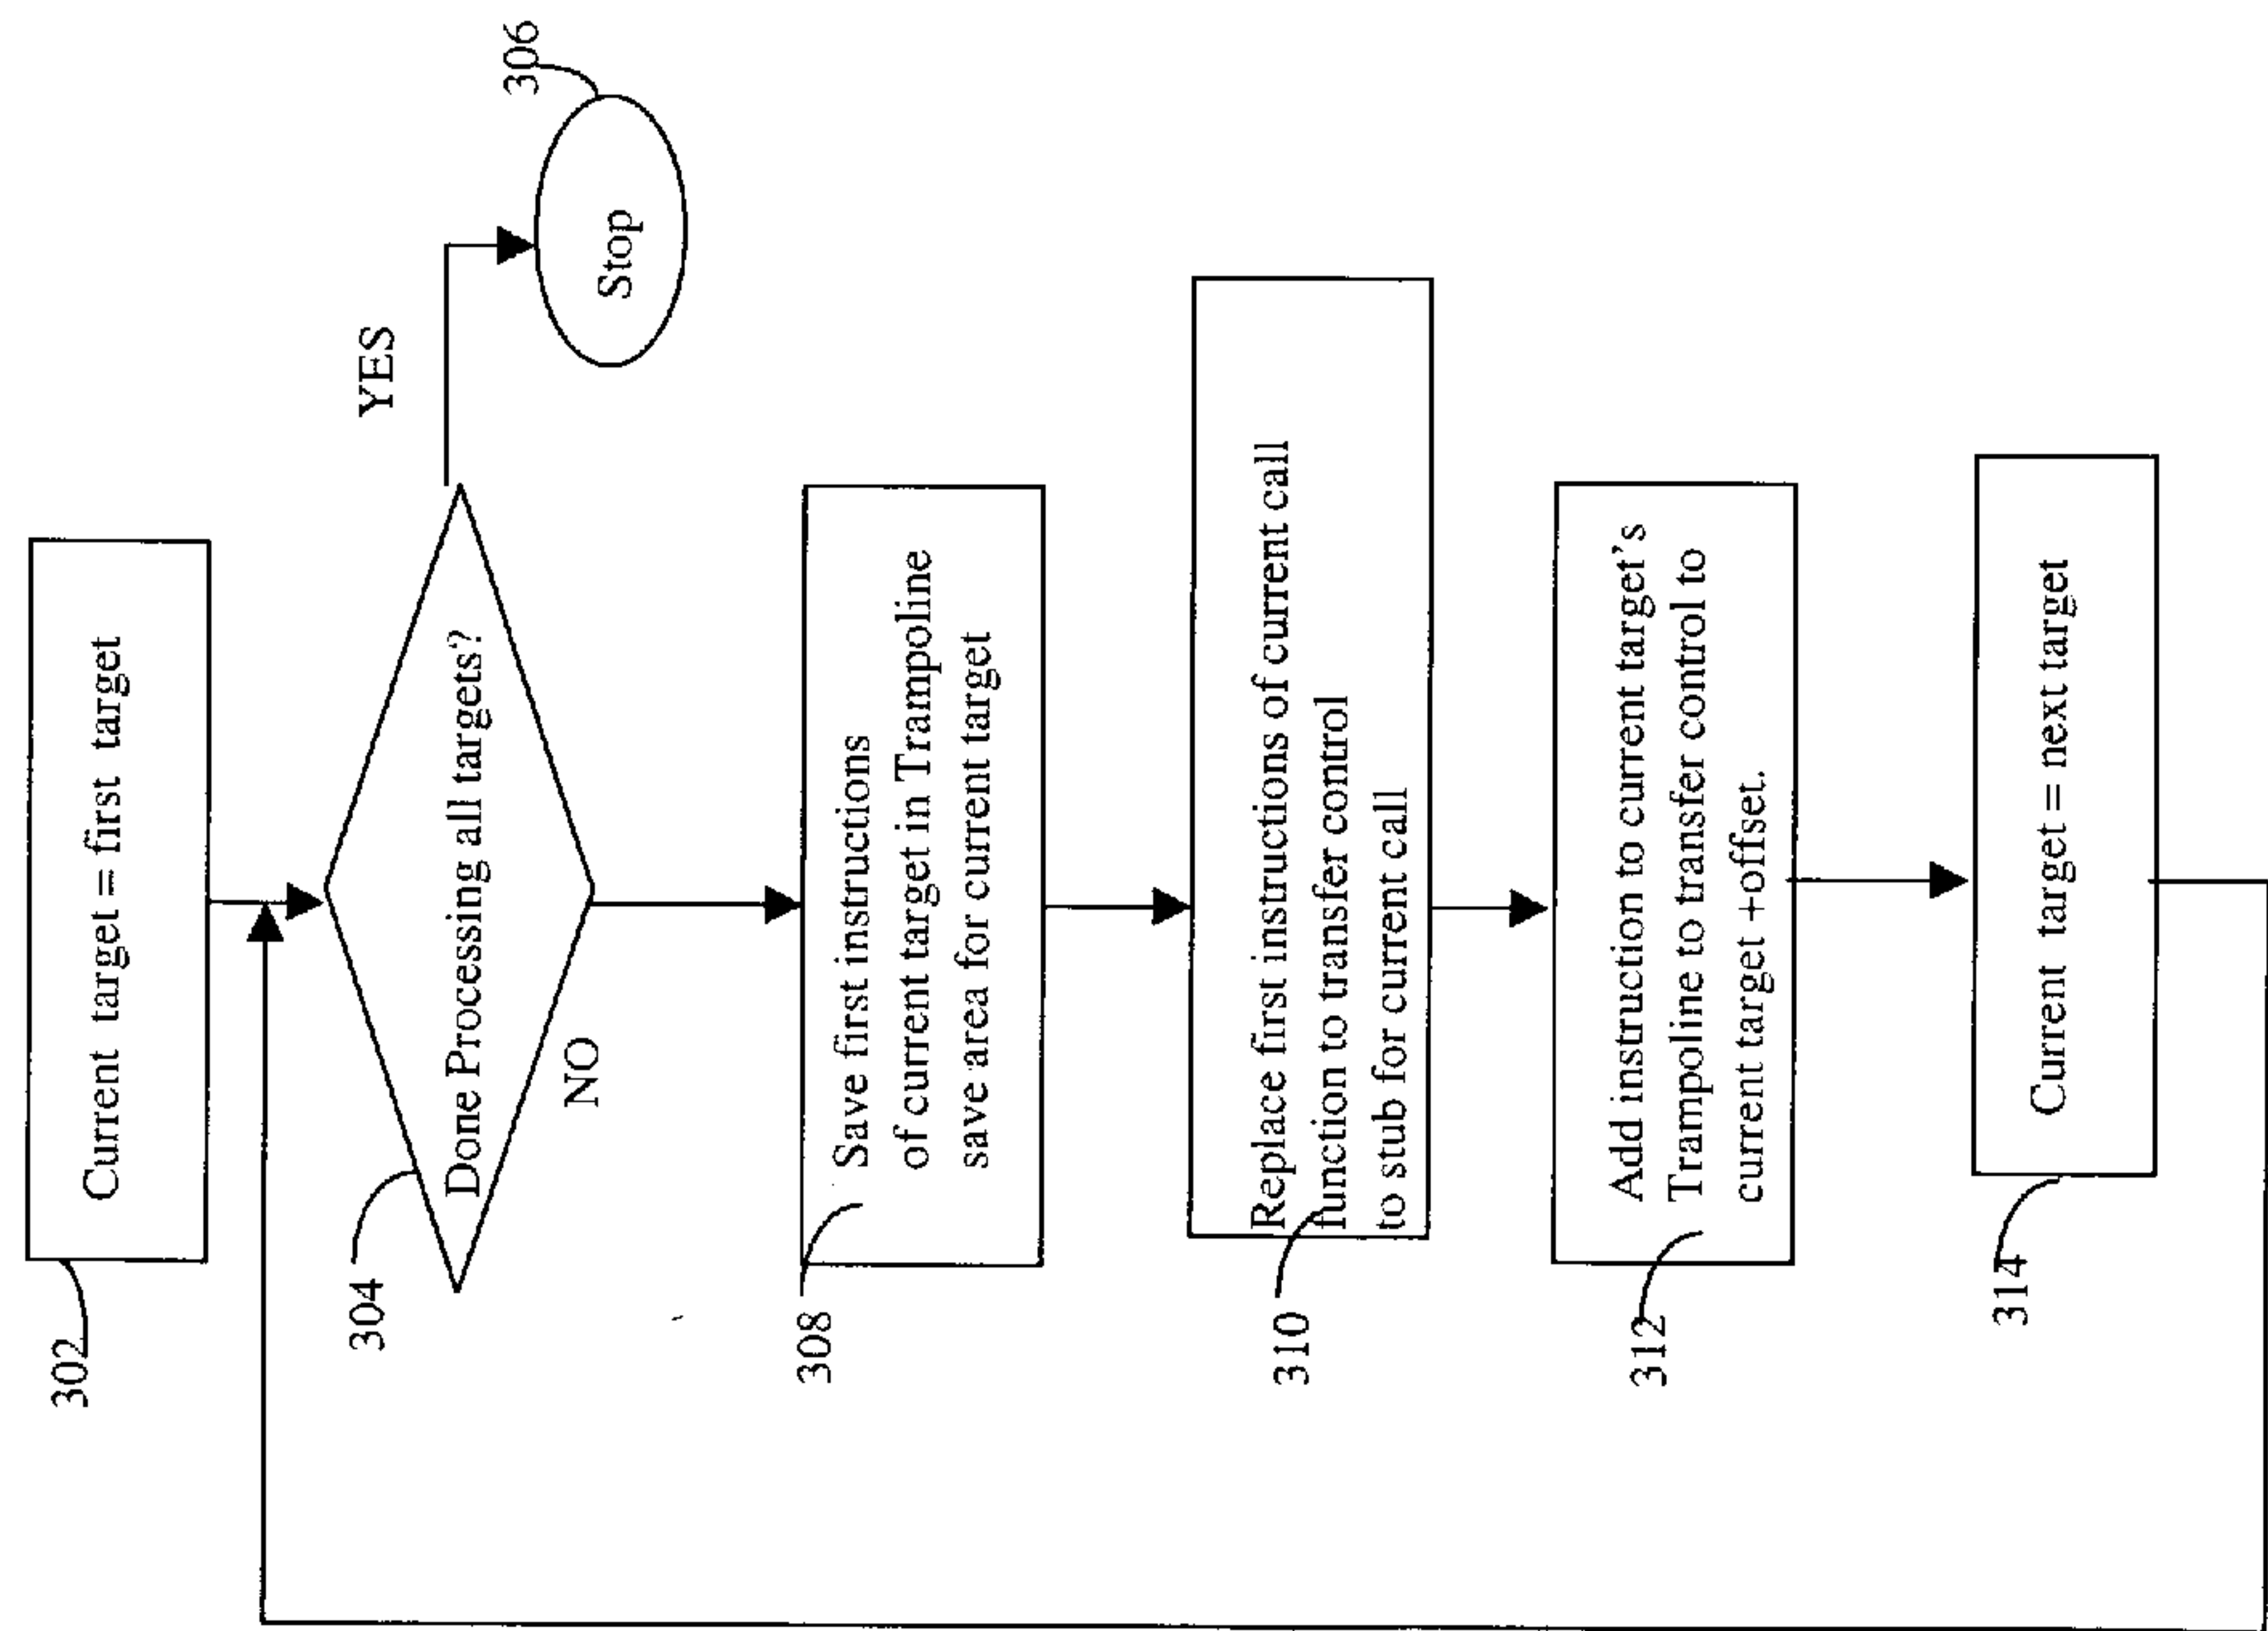 302
Current target = first target
304
Done Processing all targets?
YES
306
Stop
NO
308
Save first instructions
of current target in Trampoline
save area for current target
310
Replace first instructions of current call
function to transfer control
to stub for current call
312
Add instruction to current target's
Trampoline to transfer control to
current target +offset.
314
Current target = next target